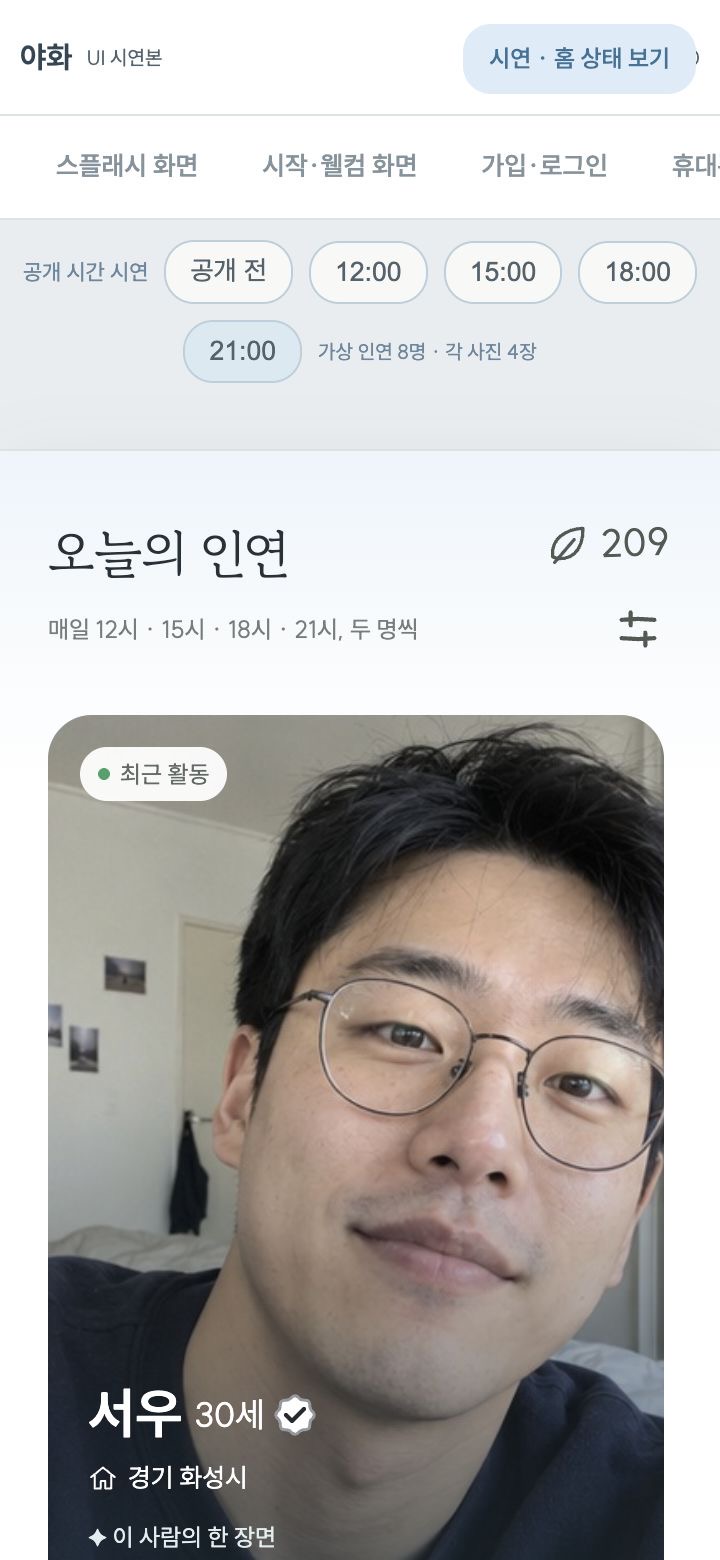 야화 UI 시연본 시연 · 홈 상태 보기
스플래시 화면 시작·웰컴 화면 가입·로그인 휴대
공개 시간 시연 공개 전 12:00 15:00 18:00
21:00 가상 인연 8명 · 각 사진 4장
오늘의 인연 209
매일 12시 · 15시 · 18시 · 21시, 두 명씩
최근 활동
서우 30세
경기 화성시
이 사람의 한 장면